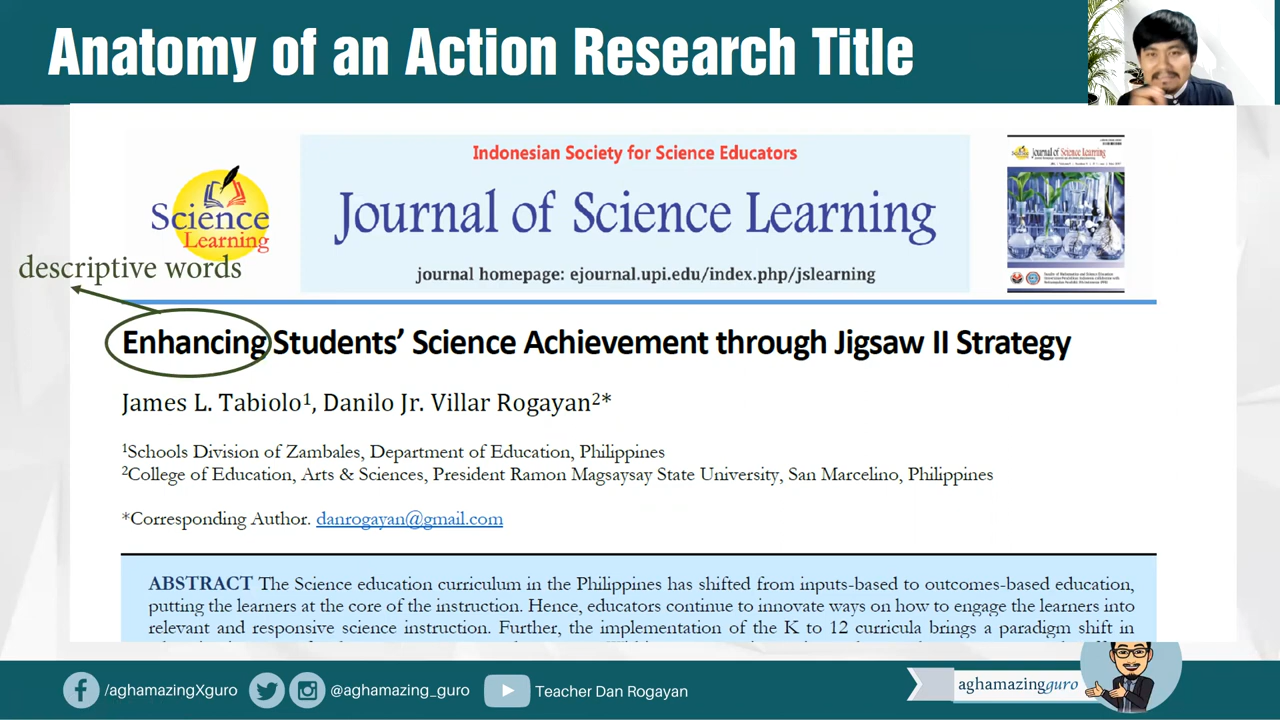 Anatomy of an Action Research Title
Indonesian Society for Science Educators
Science
Learning
Journal of Science Learning
journal homepage: ejournal.upi.edu/index.php/jslearning
Journal of Science Learning
descriptive words
Enhancing Students’ Science Achievement through Jigsaw II Strategy
James L. Tabiolo¹, Danilo Jr. Villar Rogayan²*
¹Schools Division of Zambales, Department of Education, Philippines
²College of Education, Arts & Sciences, President Ramon Magsaysay State University, San Marcelino, Philippines
*Corresponding Author. danrogayan@gmail.com
ABSTRACT The Science education curriculum in the Philippines has shifted from inputs-based to outcomes-based education,
putting the learners at the core of the instruction. Hence, educators continue to innovate ways on how to engage the learners into
relevant and responsive science instruction. Further, the implementation of the K to 12 curricula brings a paradigm shift in
/aghamazingXguro
@aghamazing_guro
Teacher Dan Rogayan
aghamazingguro